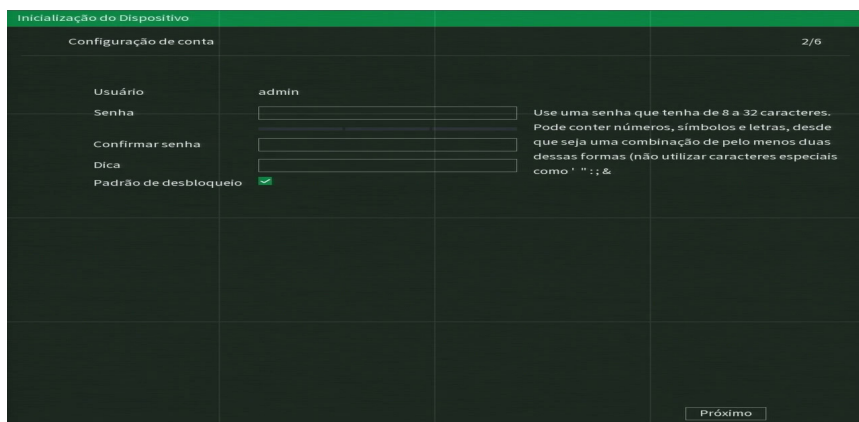 Inicialização do Dispositivo
Configuração de conta 2/6
Usuário admin
Senha
Confirmar senha
Dica
Padrão de desbloqueio
Use uma senha que tenha de 8 a 32 caracteres.
Pode conter números, símbolos e letras, desde
que seja uma combinação de pelo menos duas
dessas formas (não utilizar caracteres especiais
como ' " : ; &
Próximo